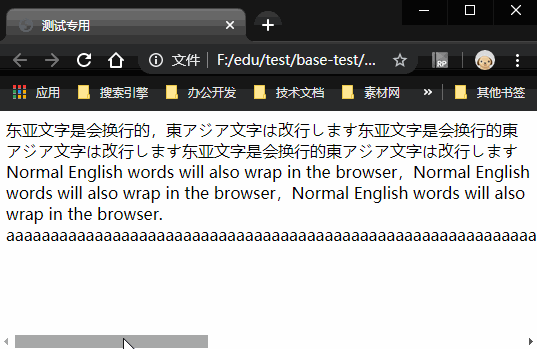 测试专用
文件 F:/edu/test/base-test/...
RP
应用 搜索引擎 办公开发 技术文档 素材网 » 其他书签
东亚文字是会换行的，東アジア文字は改行します东亚文字是会换行的東
アジア文字は改行します东亚文字是会换行的東アジア文字は改行します
Normal English words will also wrap in the browser，Normal English
words will also wrap in the browser，Normal English words will also
wrap in the browser.
aaaaaaaaaaaaaaaaaaaaaaaaaaaaaaaaaaaaaaaaaaaaaaaaaaaaaaaaaaaa